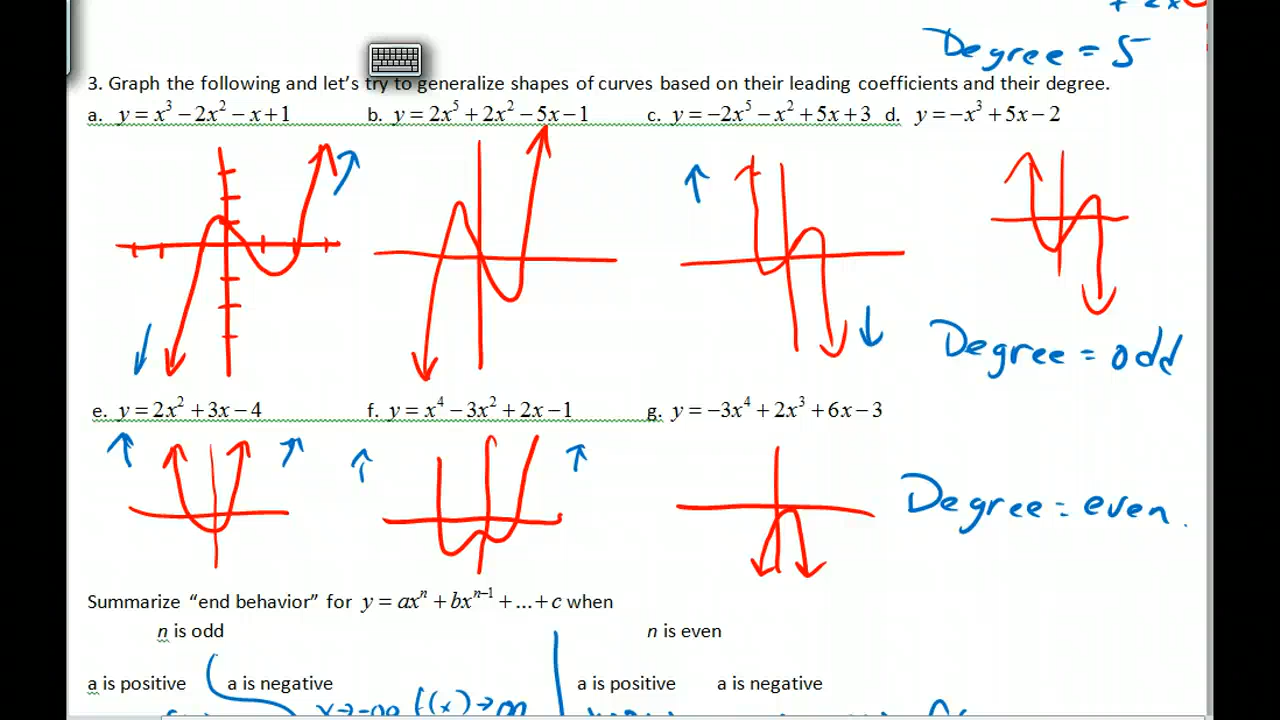 Degree = 5
3. Graph the following and let's try to generalize shapes of curves based on their leading coefficients and their degree.
a. y = x³ − 2x² − x + 1 b. y = 2x⁵ + 2x² − 5x − 1 c. y = −2x⁵ − x² + 5x + 3 d. y = −x³ + 5x − 2
Degree = odd
e. y = 2x² + 3x − 4 f. y = x⁴ − 3x² + 2x − 1 g. y = −3x⁴ + 2x³ + 6x − 3
Degree = even.
Summarize "end behavior" for y = axⁿ + bxⁿ⁻¹ + ... + c when
n is odd n is even
a is positive a is negative a is positive a is negative
x→-∞ f(x)→∞